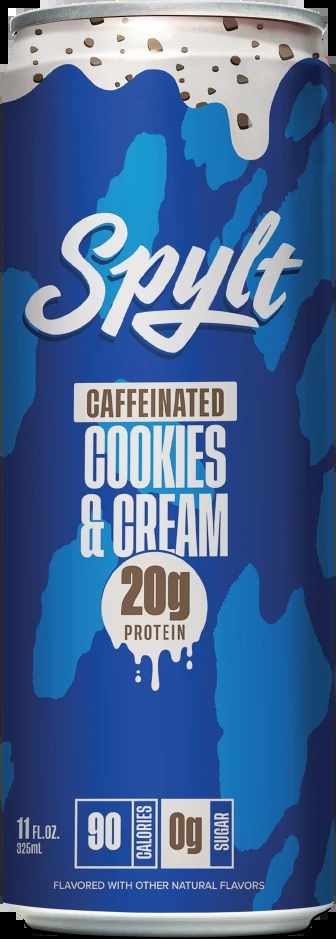 Spylt
CAFFEINATED
COOKIES
& CREAM
20g
PROTEIN
11 FL.OZ.
325mL
90 CALORIES
0g SUGAR
FLAVORED WITH OTHER NATURAL FLAVORS